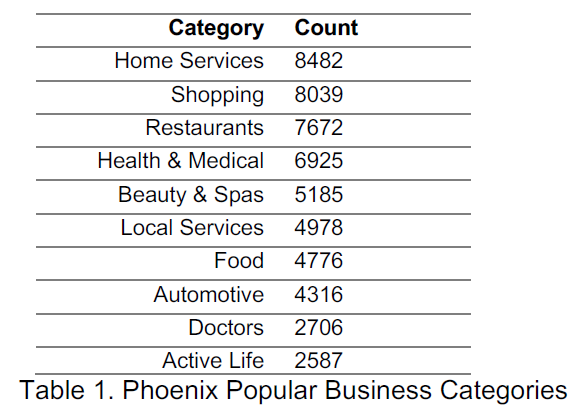 Category Count
Home Services 8482
Shopping 8039
Restaurants 7672
Health & Medical 6925
Beauty & Spas 5185
Local Services 4978
Food 4776
Automotive 4316
Doctors 2706
Active Life 2587
Table 1. Phoenix Popular Business Categories